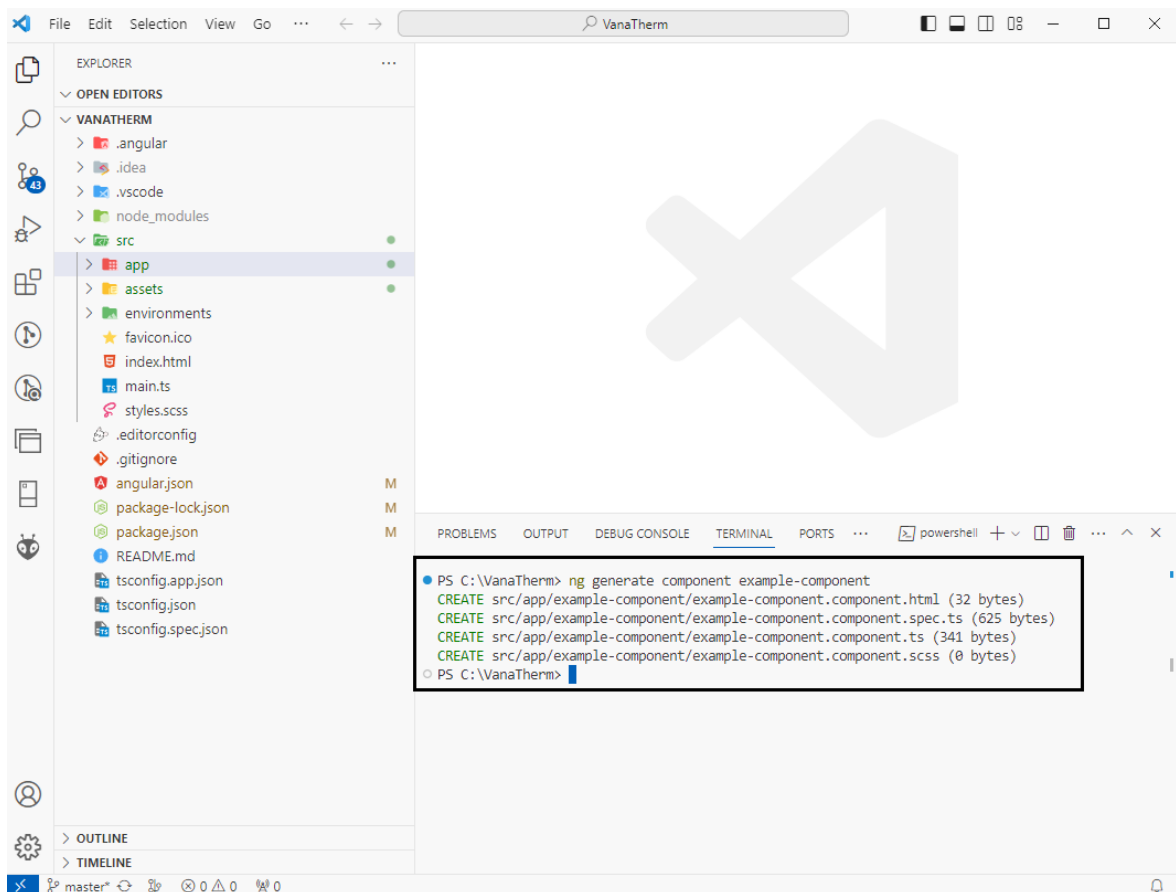 File Edit Selection View Go ... VanaTherm
EXPLORER ...
OPEN EDITORS
VANATHERM
.angular
.idea
.vscode
node_modules
src
app
assets
environments
favicon.ico
index.html
TS main.ts
styles.scss
.editorconfig
.gitignore
angular.json M
package-lock.json M
package.json M
README.md
tsconfig.app.json
tsconfig.json
tsconfig.spec.json
43
OUTLINE
TIMELINE
PROBLEMS OUTPUT DEBUG CONSOLE TERMINAL PORTS ... powershell ...
PS C:\VanaTherm> ng generate component example-component
CREATE src/app/example-component/example-component.component.html (32 bytes)
CREATE src/app/example-component/example-component.component.spec.ts (625 bytes)
CREATE src/app/example-component/example-component.component.ts (341 bytes)
CREATE src/app/example-component/example-component.component.scss (0 bytes)
PS C:\VanaTherm>
master* 0 0 0